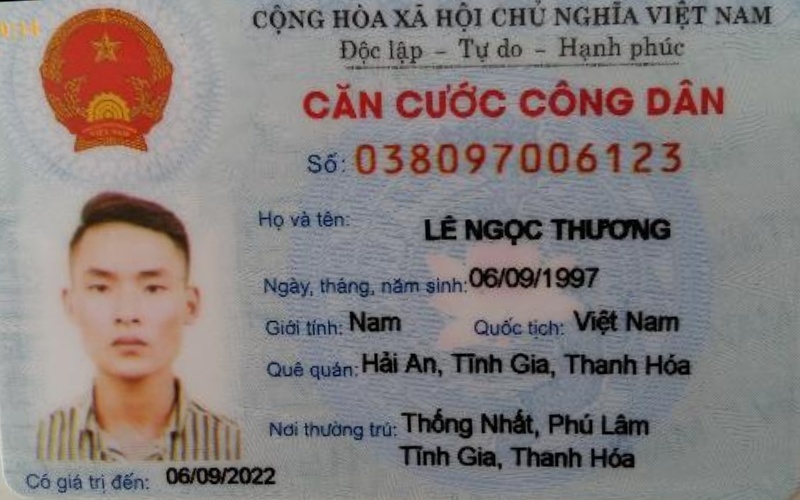 CỘNG HÒA XÃ HỘI CHỦ NGHĨA VIỆT NAM
Độc lập – Tự do – Hạnh phúc
CĂN CƯỚC CÔNG DÂN
Số: 038097006123
Họ và tên: LÊ NGỌC THƯƠNG
Ngày, tháng, năm sinh: 06/09/1997
Giới tính: Nam Quốc tịch: Việt Nam
Quê quán: Hải An, Tĩnh Gia, Thanh Hóa
Nơi thường trú: Thống Nhất, Phú Lâm
Tĩnh Gia, Thanh Hóa
Có giá trị đến: 06/09/2022
VIỆT NAM